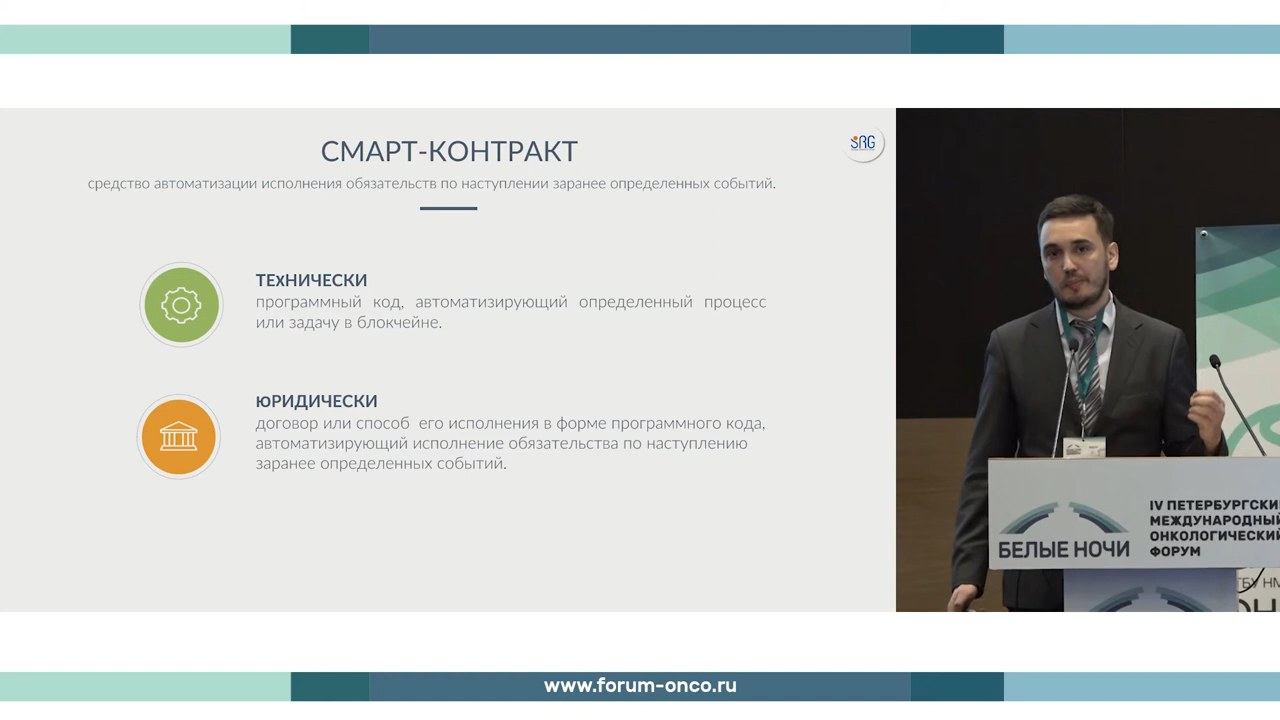 СМАРТ-КОНТРАКТ
средство автоматизации исполнения обязательств по наступлении заранее определенных событий.
SRG
ТЕхНИЧЕСКИ
программный код, автоматизирующий определенный процесс
или задачу в блокчейне.
юРИДИЧЕСКИ
договор или способ его исполнения в форме программного кода,
автоматизирующий исполнение обязательства по наступлению
заранее определенных событий.
БЕЛЫЕ НОЧИ
IV ПЕТЕРБУРГСКИ
МЕЖДУНАРОДНЫЙ
ОНКОЛОГИЧЕСКИЙ
ФОРУМ
www.forum-onco.ru